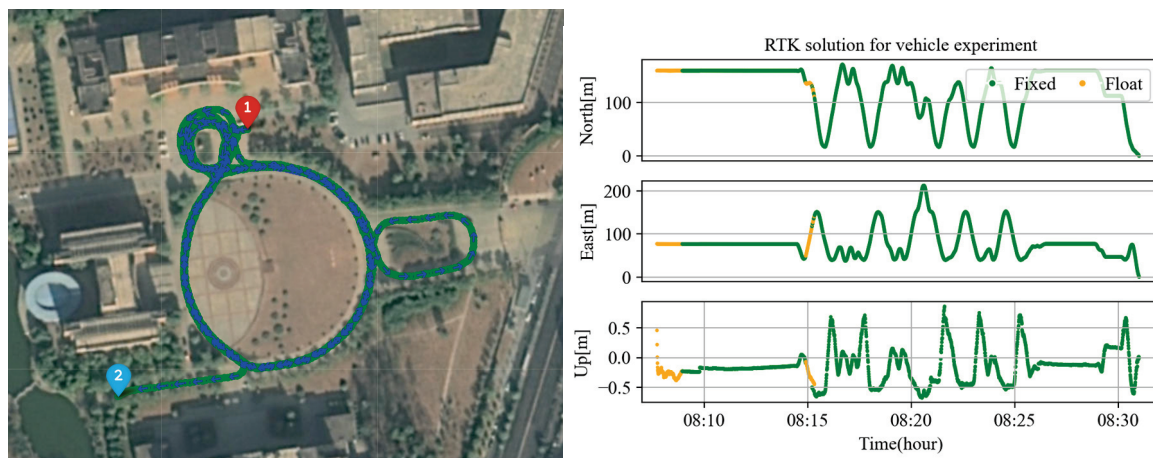 1
2
RTK solution for vehicle experiment
Fixed Float
North[m]
100
0
East[m]
200
100
0
Up[m]
0.5
0.0
−0.5
08:10 08:15 08:20 08:25 08:30
Time(hour)